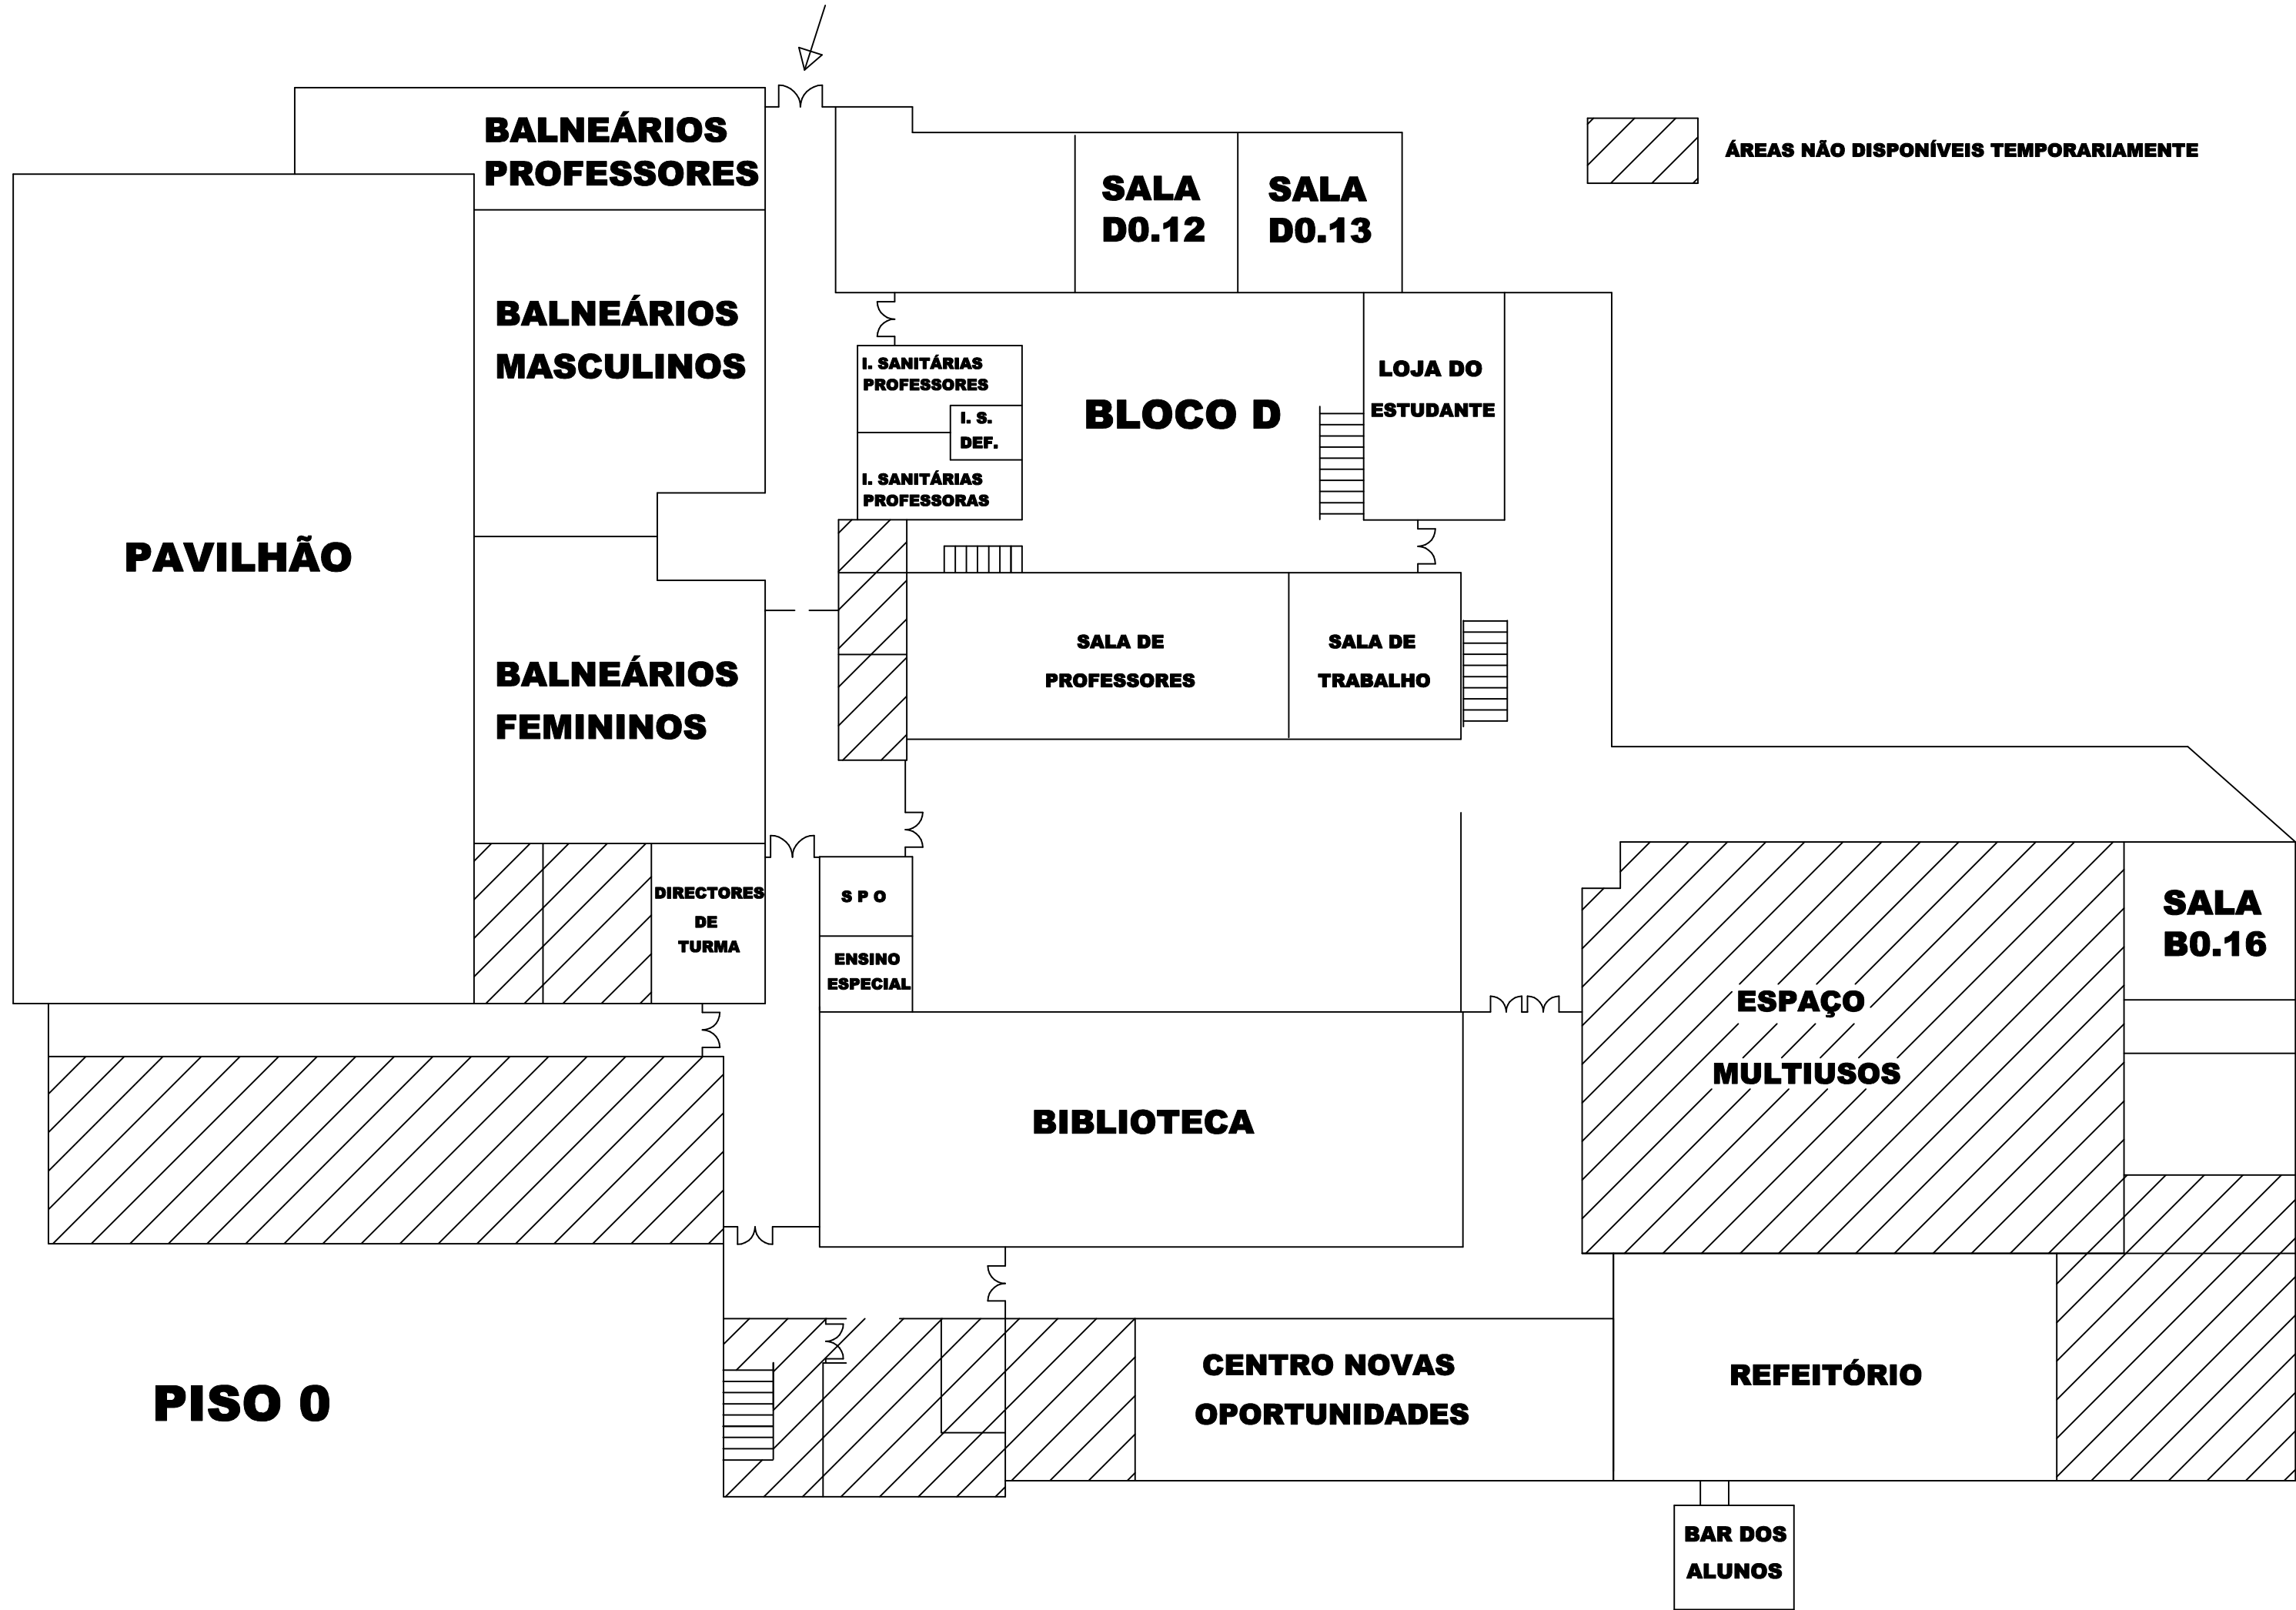 BALNEÁRIOS
PROFESSORES
ÁREAS NÃO DISPONÍVEIS TEMPORARIAMENTE
SALA
D0.12
SALA
D0.13
BALNEÁRIOS
MASCULINOS
I. SANITÁRIAS
PROFESSORES
I. S.
DEF.
I. SANITÁRIAS
PROFESSORAS
BLOCO D
LOJA DO
ESTUDANTE
PAVILHÃO
BALNEÁRIOS
FEMININOS
SALA DE
PROFESSORES
SALA DE
TRABALHO
DIRECTORES
DE
TURMA
S P O
ENSINO
ESPECIAL
SALA
B0.16
ESPAÇO
MULTIUSOS
BIBLIOTECA
PISO 0
CENTRO NOVAS
OPORTUNIDADES
REFEITÓRIO
BAR DOS
ALUNOS